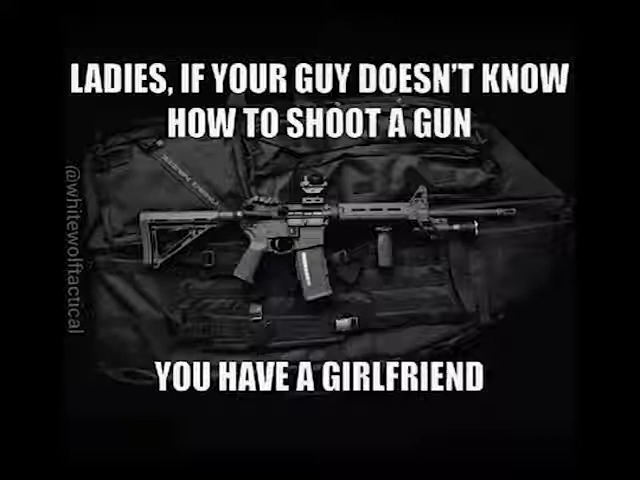 LADIES, IF YOUR GUY DOESN'T KNOW
HOW TO SHOOT A GUN
@whitewolftactical
YOU HAVE A GIRLFRIEND